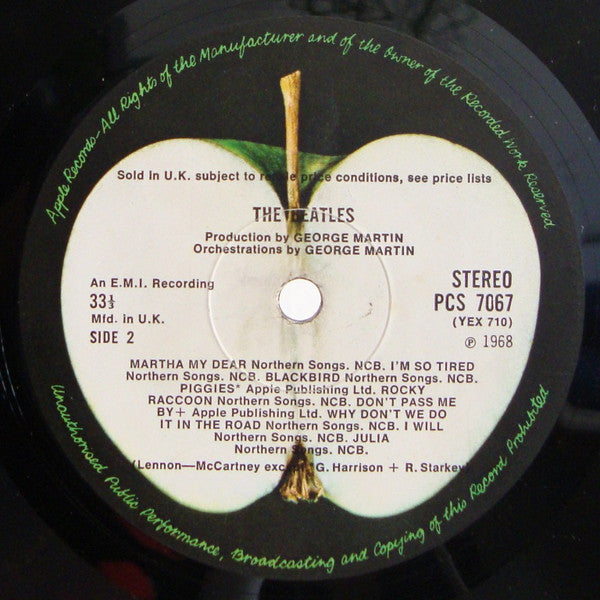 Apple Records-All Rights of the Manufacturer and of the Owner of the Recorded Work Reserved
Sold In U.K. subject to price conditions, see price lists
THE BEATLES
Production by GEORGE MARTIN
Orchestrations by GEORGE MARTIN
An E.M.I. Recording
33⅓
Mfd. in U.K.
SIDE 2
STEREO
PCS 7067
(YEX 710)
℗ 1968
MARTHA MY DEAR Northern Songs. NCB. I'M SO TIRED
Northern Songs. NCB. BLACKBIRD Northern Songs. NCB.
PIGGIES* Apple Publishing Ltd. ROCKY
RACCOON Northern Songs. NCB. DON'T PASS ME
BY+ Apple Publishing Ltd. WHY DON'T WE DO
IT IN THE ROAD Northern Songs. NCB. I WILL
Northern Songs. NCB. JULIA
Northern Songs. NCB.
(Lennon—McCartney except *G. Harrison + R. Starkey)
Unauthorised Public Performance, Broadcasting and Copying of this Record Prohibited